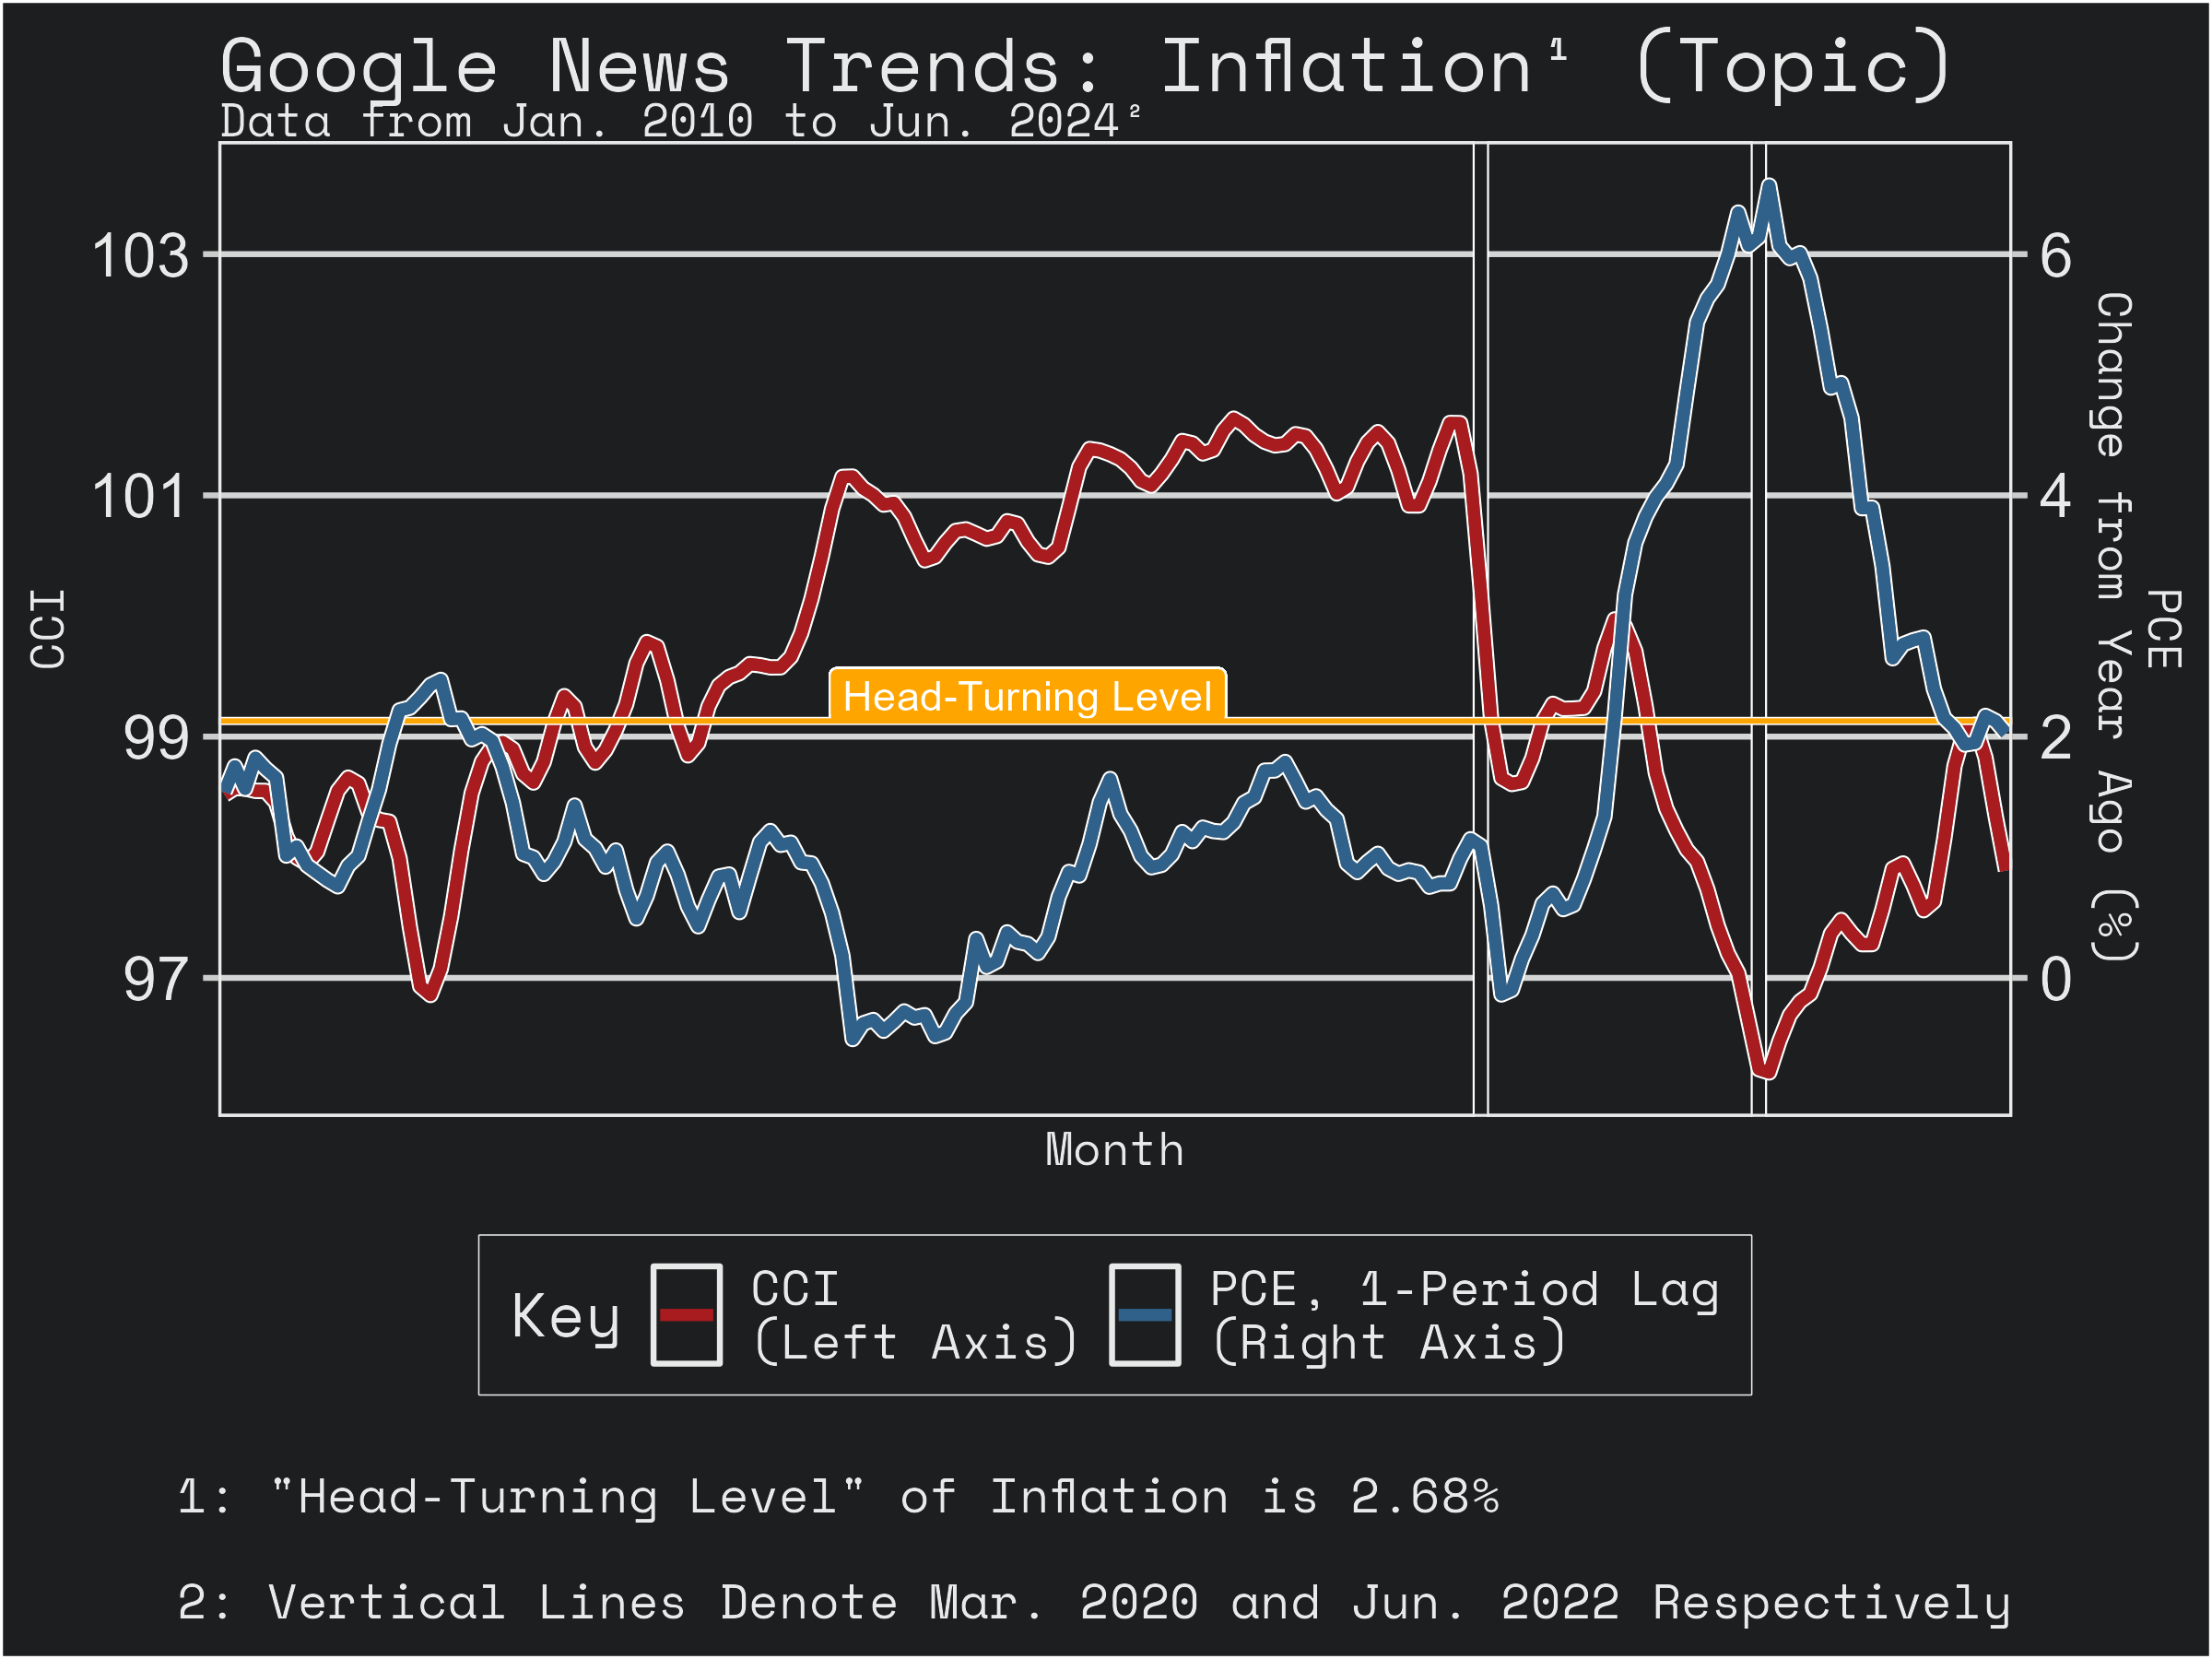 Google News Trends: Inflation¹ (Topic)
Data from Jan. 2010 to Jun. 2024²
103
101
99
97
CCI
6
4
2
0
PCE
Change from Year Ago (%)
Head-Turning Level
Month
Key
CCI
(Left Axis)
PCE, 1-Period Lag
(Right Axis)
1: "Head-Turning Level" of Inflation is 2.68%
2: Vertical Lines Denote Mar. 2020 and Jun. 2022 Respectively